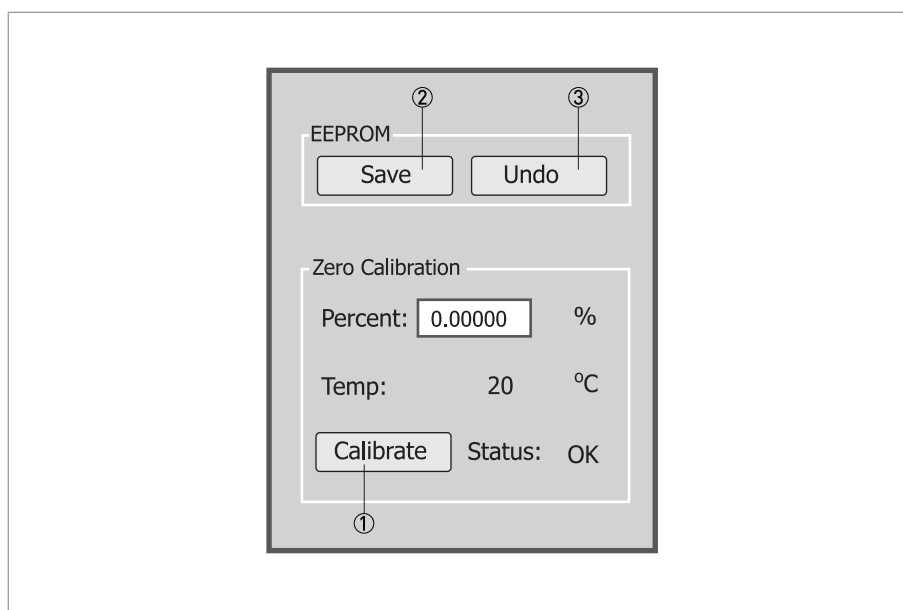 ② ③
EEPROM
Save Undo
Zero Calibration
Percent: 0.00000 %
Temp: 20 °C
Calibrate Status: OK
①